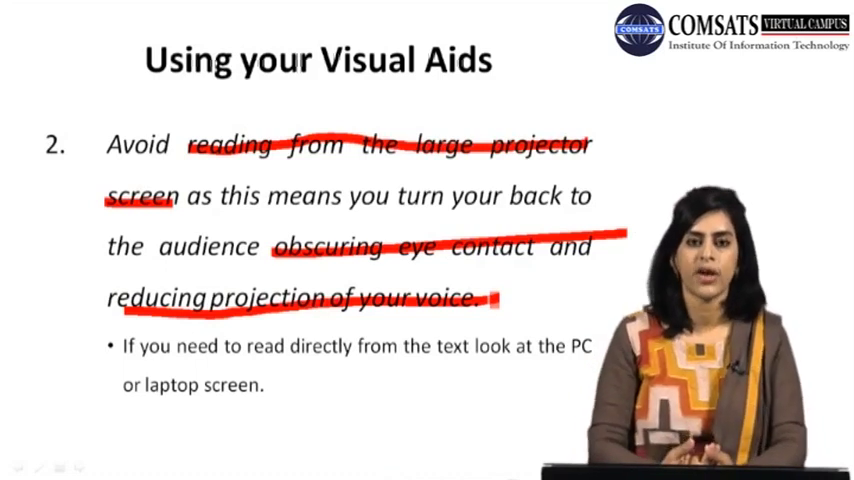 COMSATS VIRTUAL CAMPUS
Institute Of Information Technology
COMSATS
Using your Visual Aids
2. Avoid reading from the large projector
screen as this means you turn your back to
the audience obscuring eye contact and
reducing projection of your voice.
• If you need to read directly from the text look at the PC
or laptop screen.